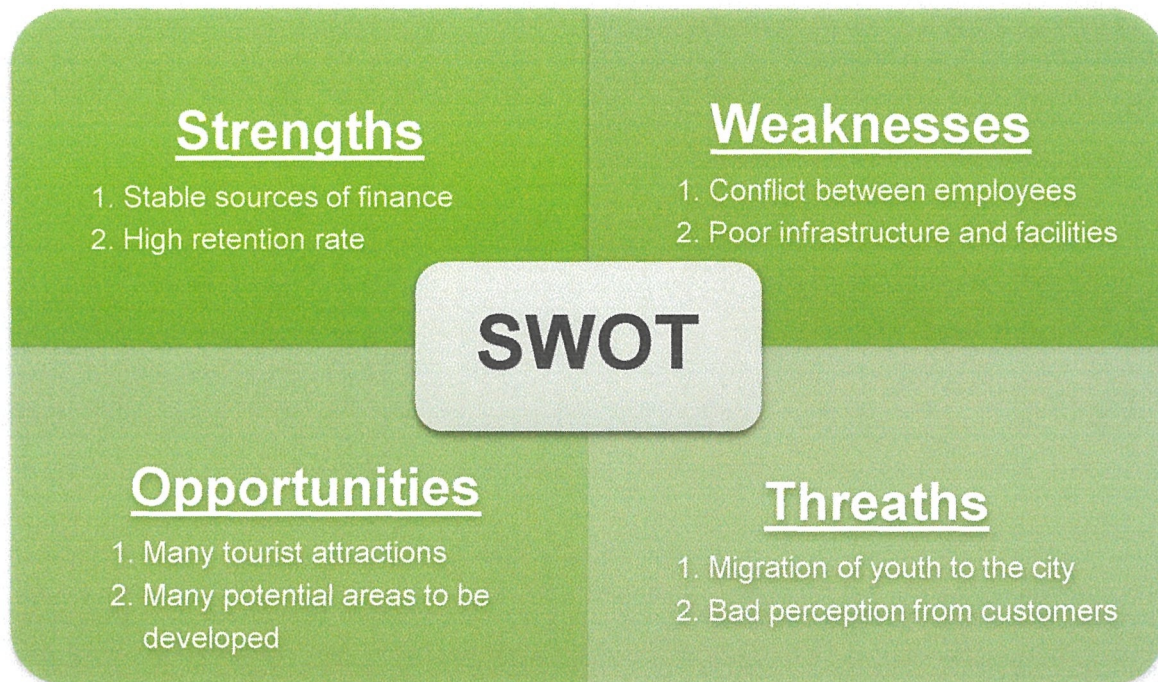 Strengths
1. Stable sources of finance
2. High retention rate
Weaknesses
1. Conflict between employees
2. Poor infrastructure and facilities
SWOT
Opportunities
1. Many tourist attractions
2. Many potential areas to be
developed
Threaths
1. Migration of youth to the city
2. Bad perception from customers